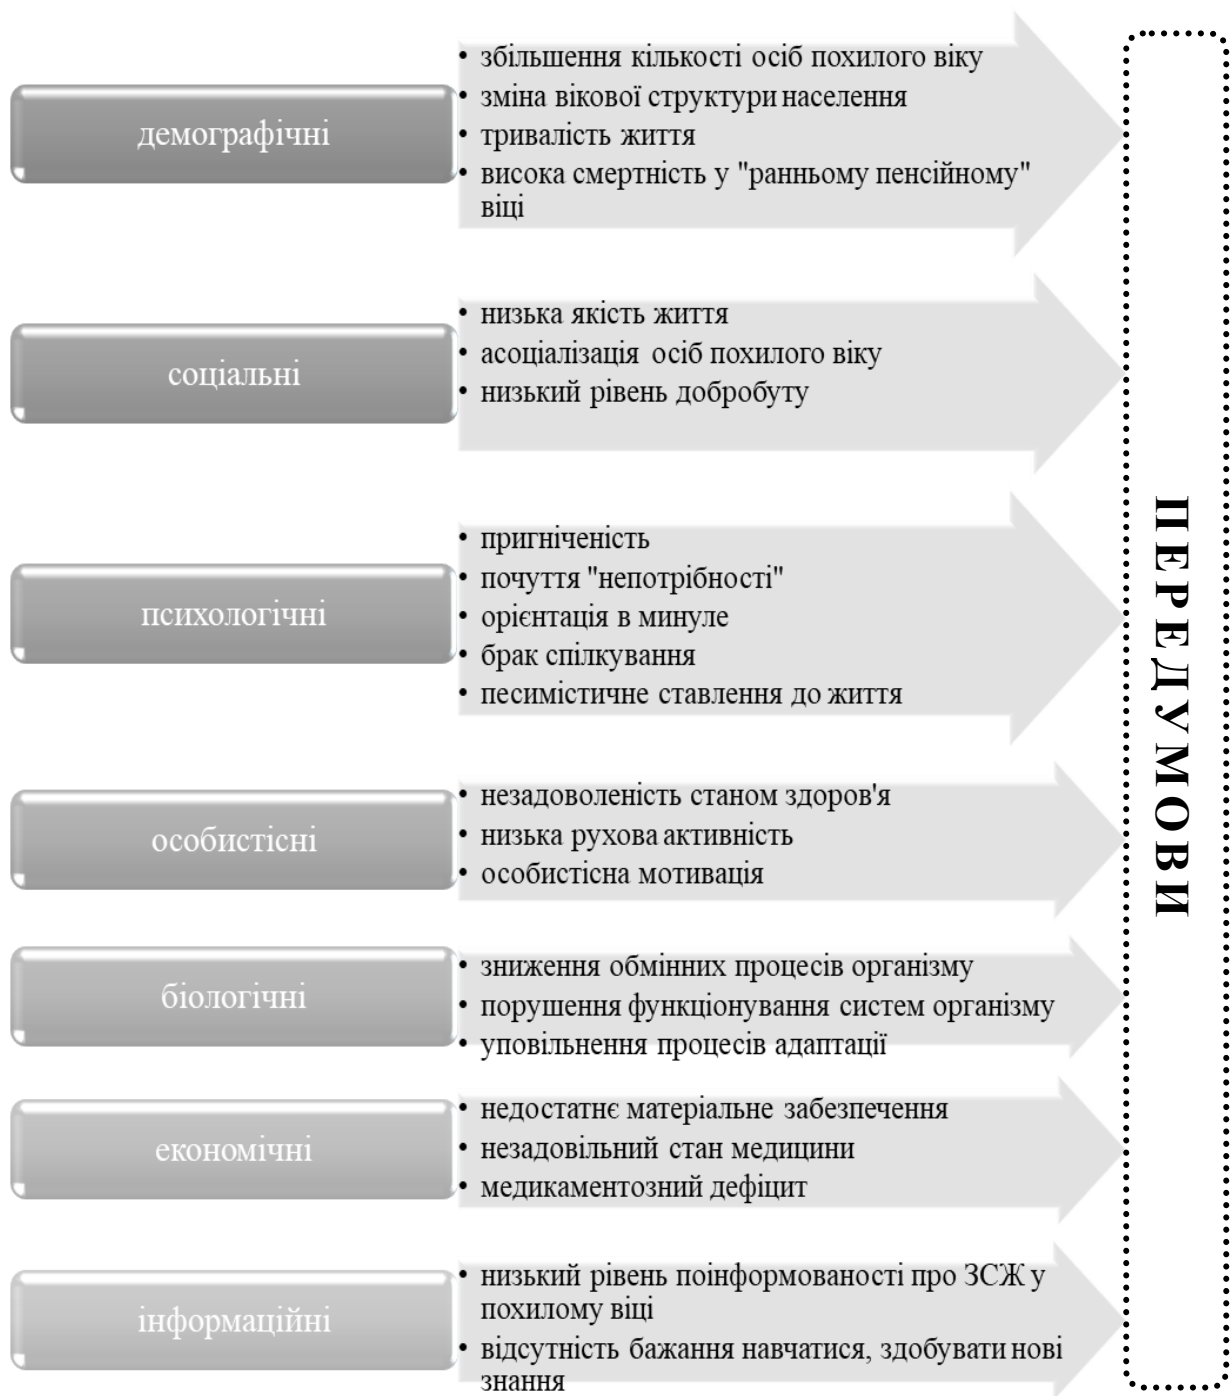 демографічні
• збільшення кількості осіб похилого віку
• зміна вікової структури населення
• тривалість життя
• висока смертність у "ранньому пенсійному"
віці
соціальні
• низька якість життя
• асоціалізація осіб похилого віку
• низький рівень добробуту
психологічні
• пригніченість
• почуття "непотрібності"
• орієнтація в минуле
• брак спілкування
• песимістичне ставлення до життя
особистісні
• незадоволеність станом здоров'я
• низька рухова активність
• особистісна мотивація
біологічні
• зниження обмінних процесів організму
• порушення функціонування систем організму
• уповільнення процесів адаптації
економічні
• недостатнє матеріальне забезпечення
• незадовільний стан медицини
• медикаментозний дефіцит
інформаційні
• низький рівень поінформованості про ЗСЖ у
похилому віці
• відсутність бажання навчатися, здобувати нові
знання
ПЕРЕДУМОВИ